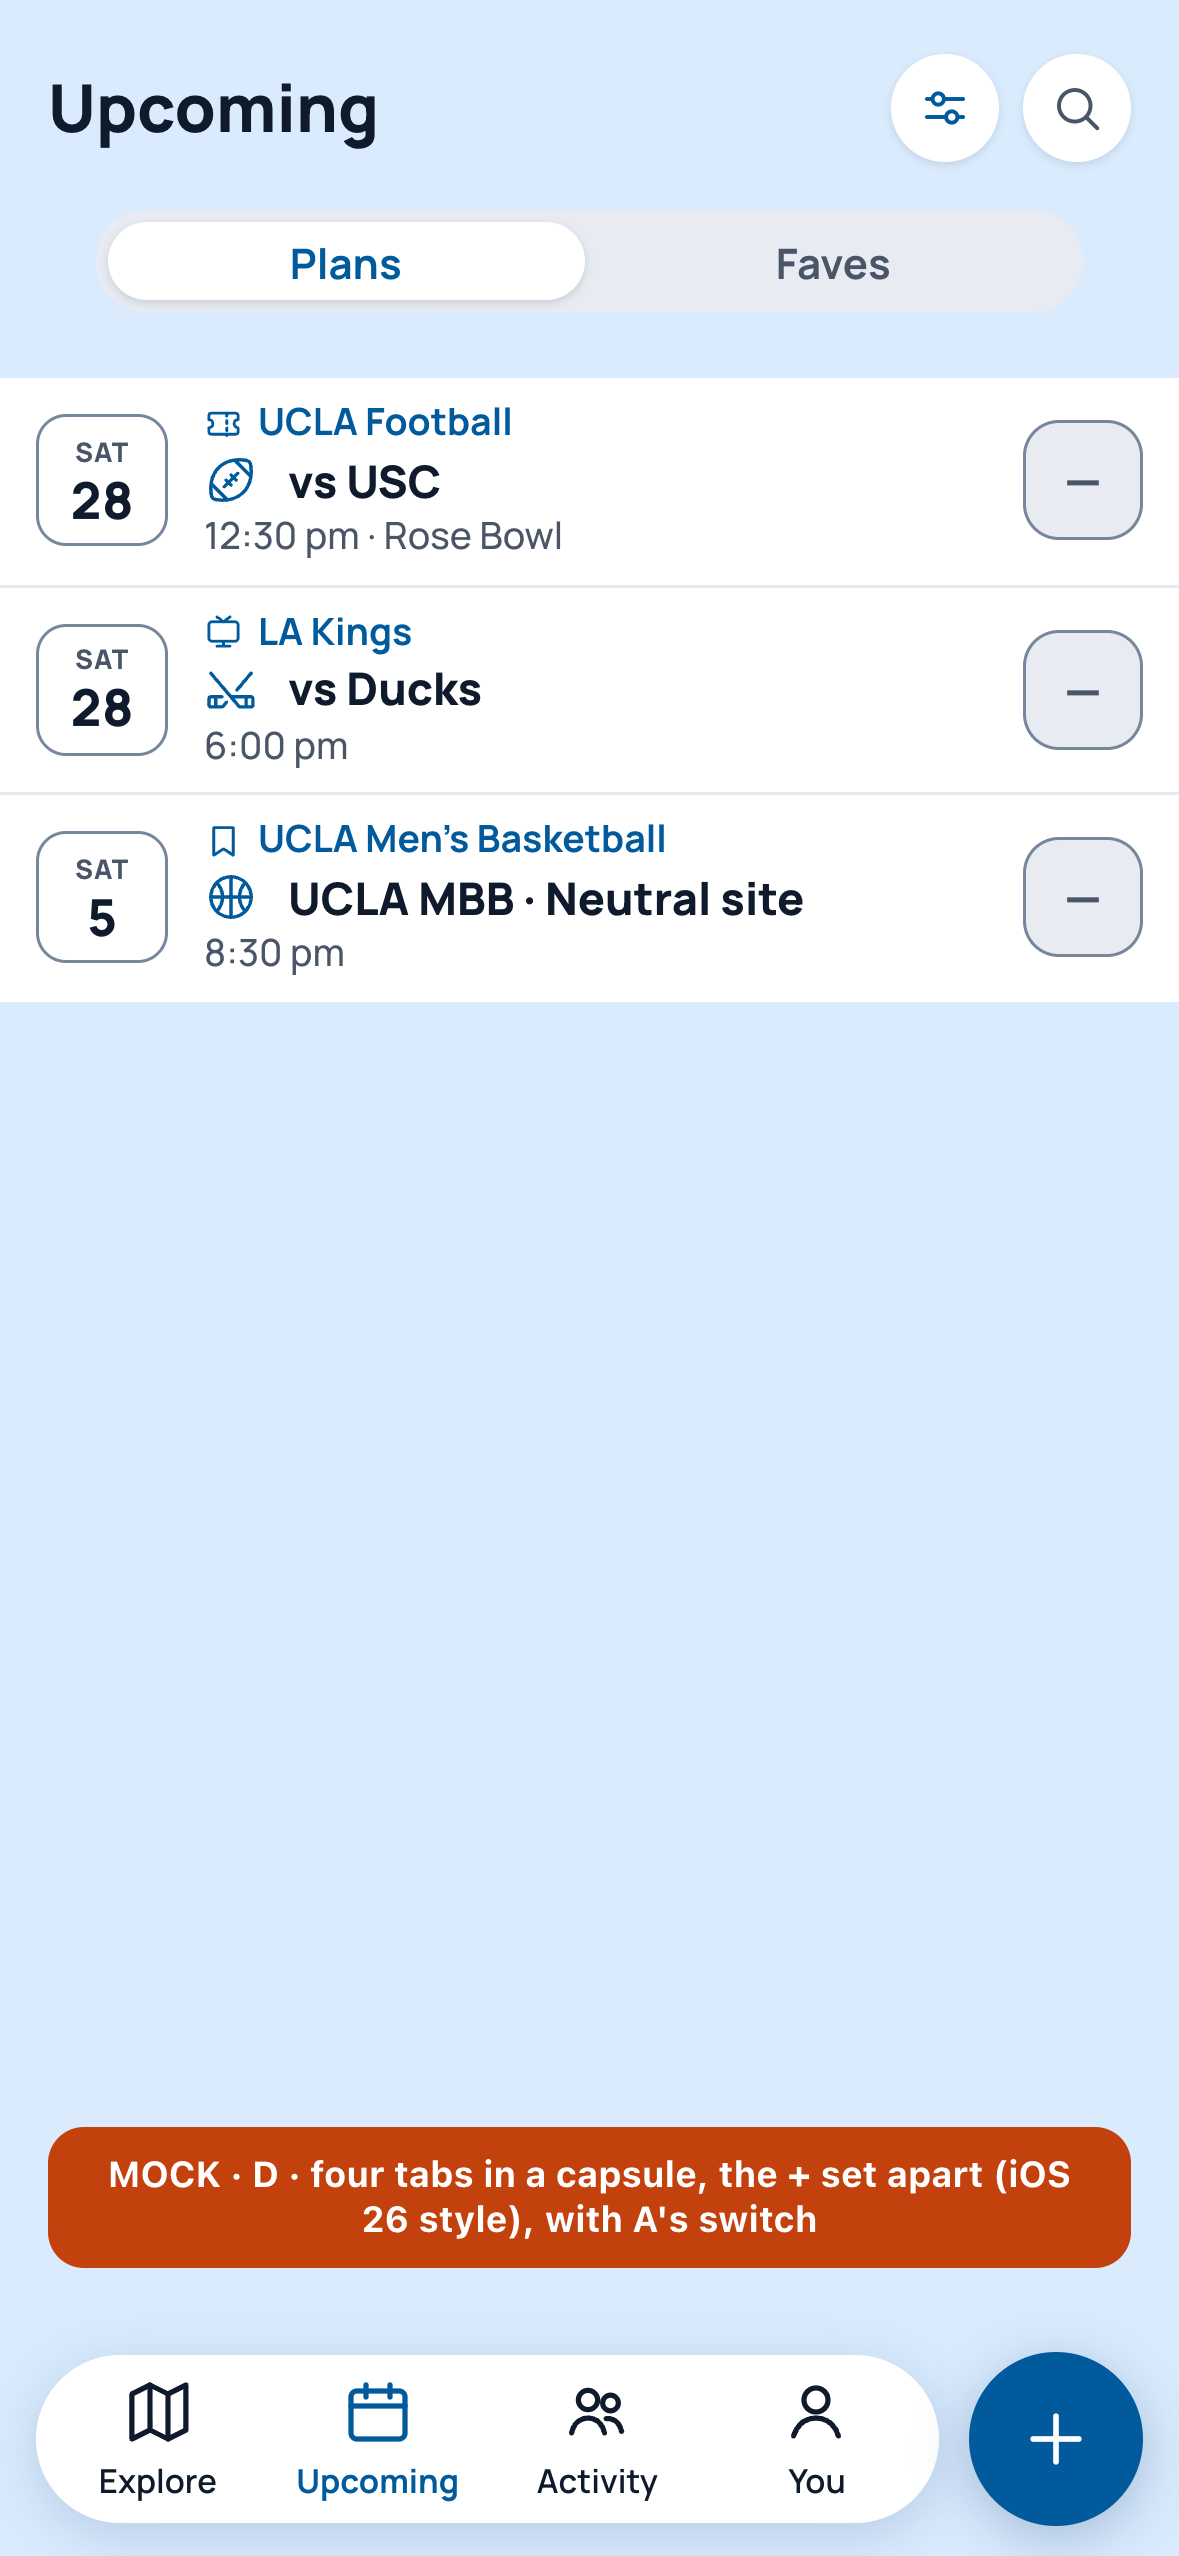 Upcoming
Plans
Faves
SAT
28
UCLA Football
vs USC
12:30 pm · Rose Bowl
SAT
28
LA Kings
vs Ducks
6:00 pm
SAT
5
UCLA Men’s Basketball
UCLA MBB · Neutral site
8:30 pm
MOCK · D · four tabs in a capsule, the + set apart (iOS
26 style), with A's switch
Explore
Upcoming
Activity
You